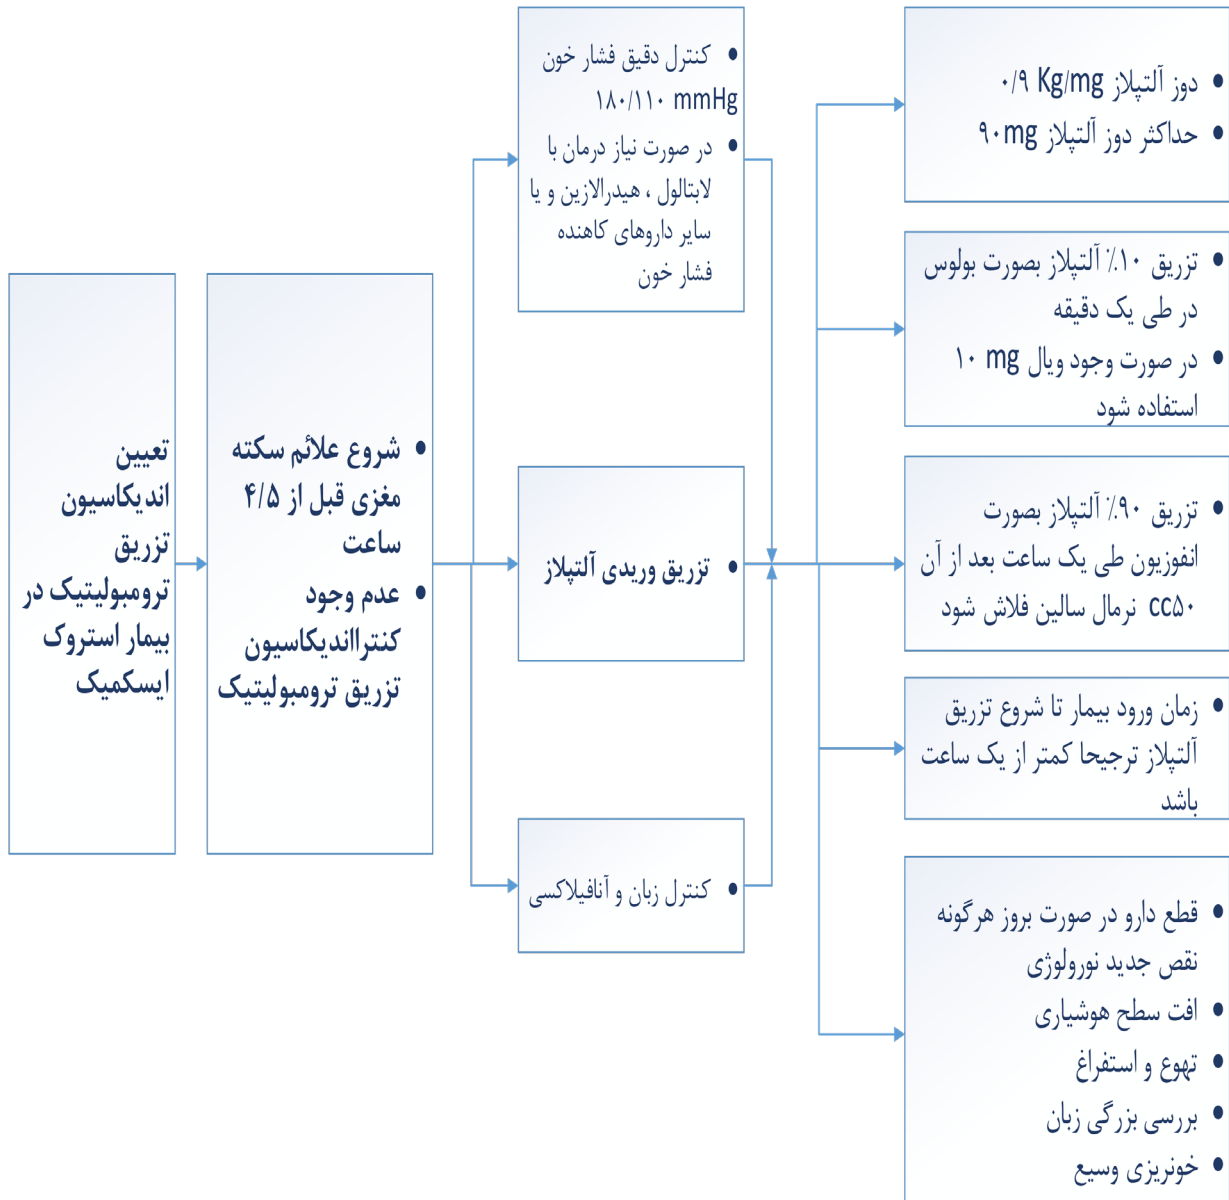 تعیین
اندیکاسیون
تزریق
ترومبولیتیک در
بیمار استروک
ایسکمیک
• شروع علائم سکته
مغزی قبل از ۴/۵
ساعت
• عدم وجود
کنترااندیکاسیون
تزریق ترومبولیتیک
• کنترل دقیق فشار خون
۱۸۰/۱۱۰ mmHg
• در صورت نیاز درمان با
لابتالول ، هیدرالازین و یا
سایر داروهای کاهنده
فشار خون
• تزریق وریدی آلتپلاز
• کنترل زبان و آنافیلاکسی
• دوز آلتپلاز ۰/۹ Kg/mg
• حداکثر دوز آلتپلاز ۹۰mg
• تزریق ۱۰٪ آلتپلاز بصورت بولوس
در طی یک دقیقه
• در صورت وجود ویال ۱۰ mg
استفاده شود
• تزریق ۹۰٪ آلتپلاز بصورت
انفوزیون طی یک ساعت بعد از آن
cc۵۰ نرمال سالین فلاش شود
• زمان ورود بیمار تا شروع تزریق
آلتپلاز ترجیحا کمتر از یک ساعت
باشد
• قطع دارو در صورت بروز هرگونه
نقص جدید نورولوژی
• افت سطح هوشیاری
• تهوع و استفراغ
• بررسی بزرگی زبان
• خونریزی وسیع